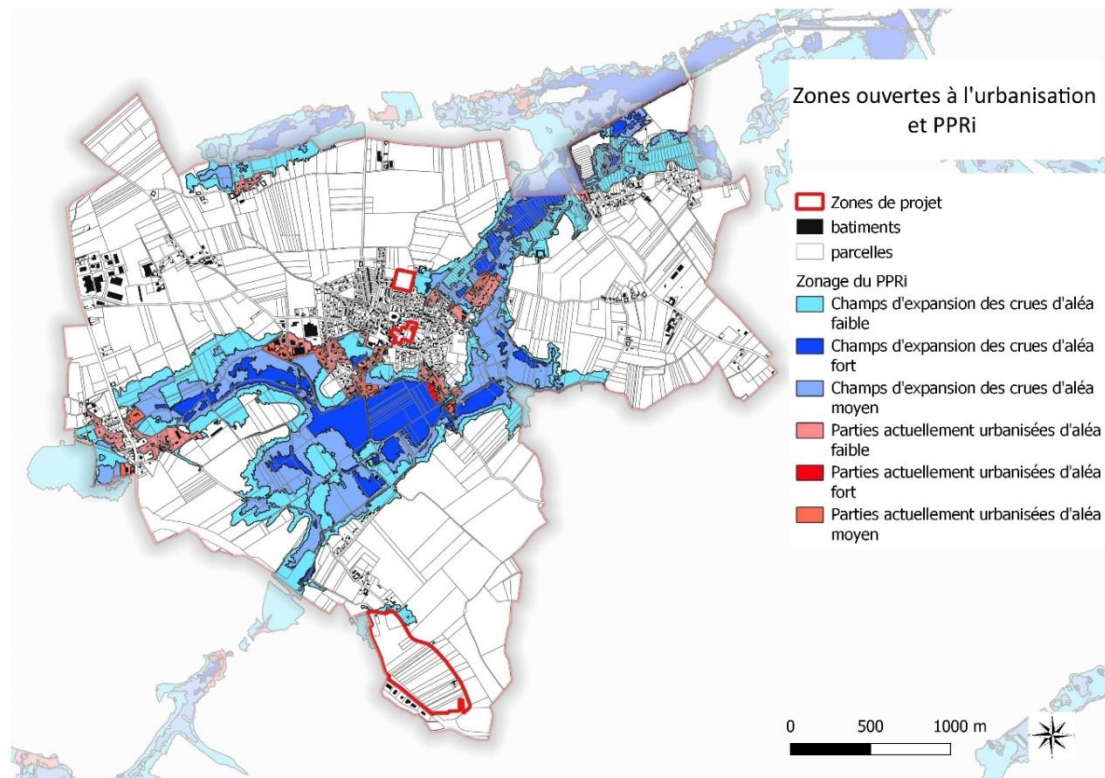 Zones ouvertes à l'urbanisation
et PPRi
Zones de projet
batiments
parcelles
Zonage du PPRi
Champs d'expansion des crues d'aléa
faible
Champs d'expansion des crues d'aléa
fort
Champs d'expansion des crues d'aléa
moyen
Parties actuellement urbanisées d'aléa
faible
Parties actuellement urbanisées d'aléa
fort
Parties actuellement urbanisées d'aléa
moyen
0 500 1000 m